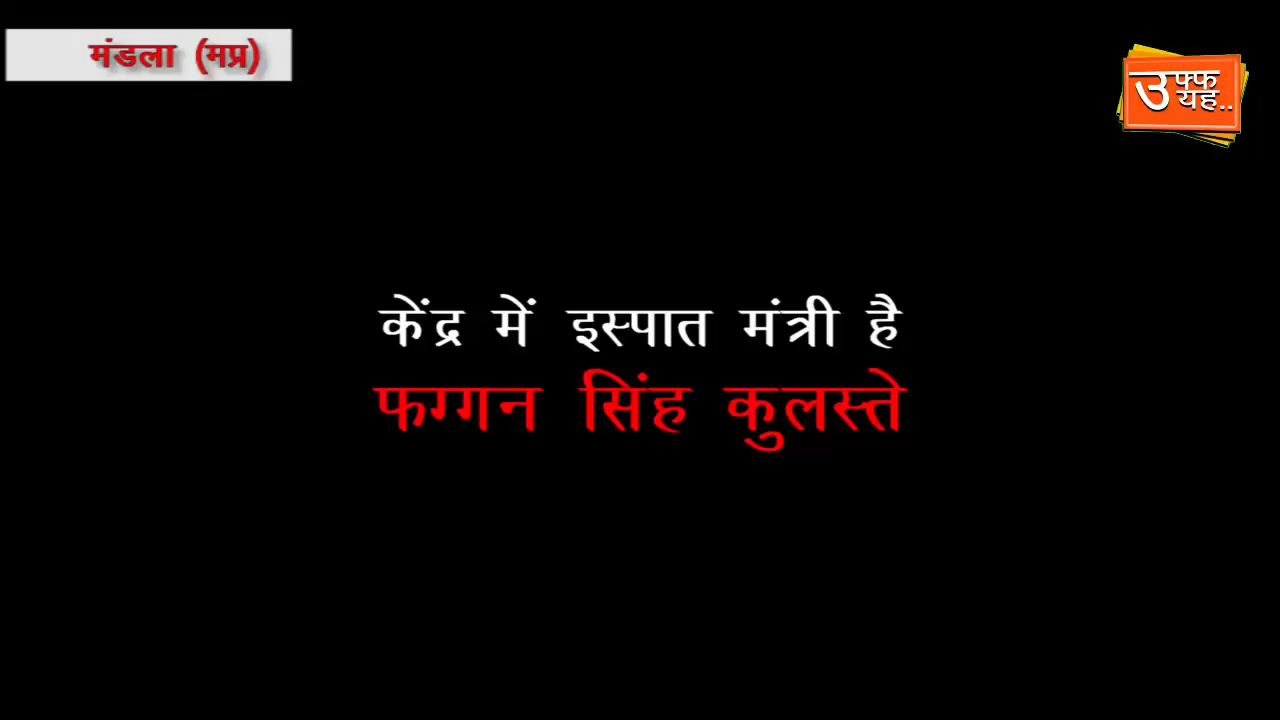 मंडला (मप्र)
उफ्फ
यह..
केंद्र में इस्पात मंत्री है
फग्गन सिंह कुलस्ते